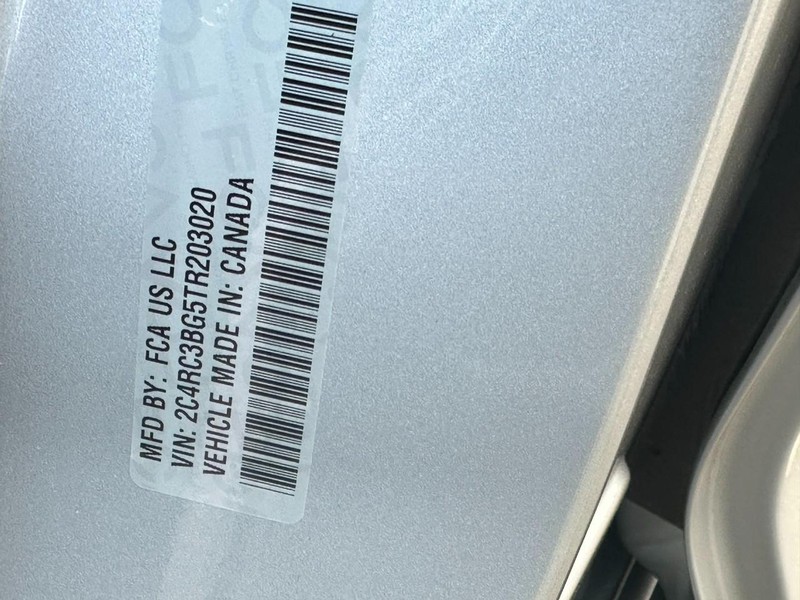 MFD BY: FCA US LLC
VIN: 2C4RC3BG5TR203020
VEHICLE MADE IN: CANADA